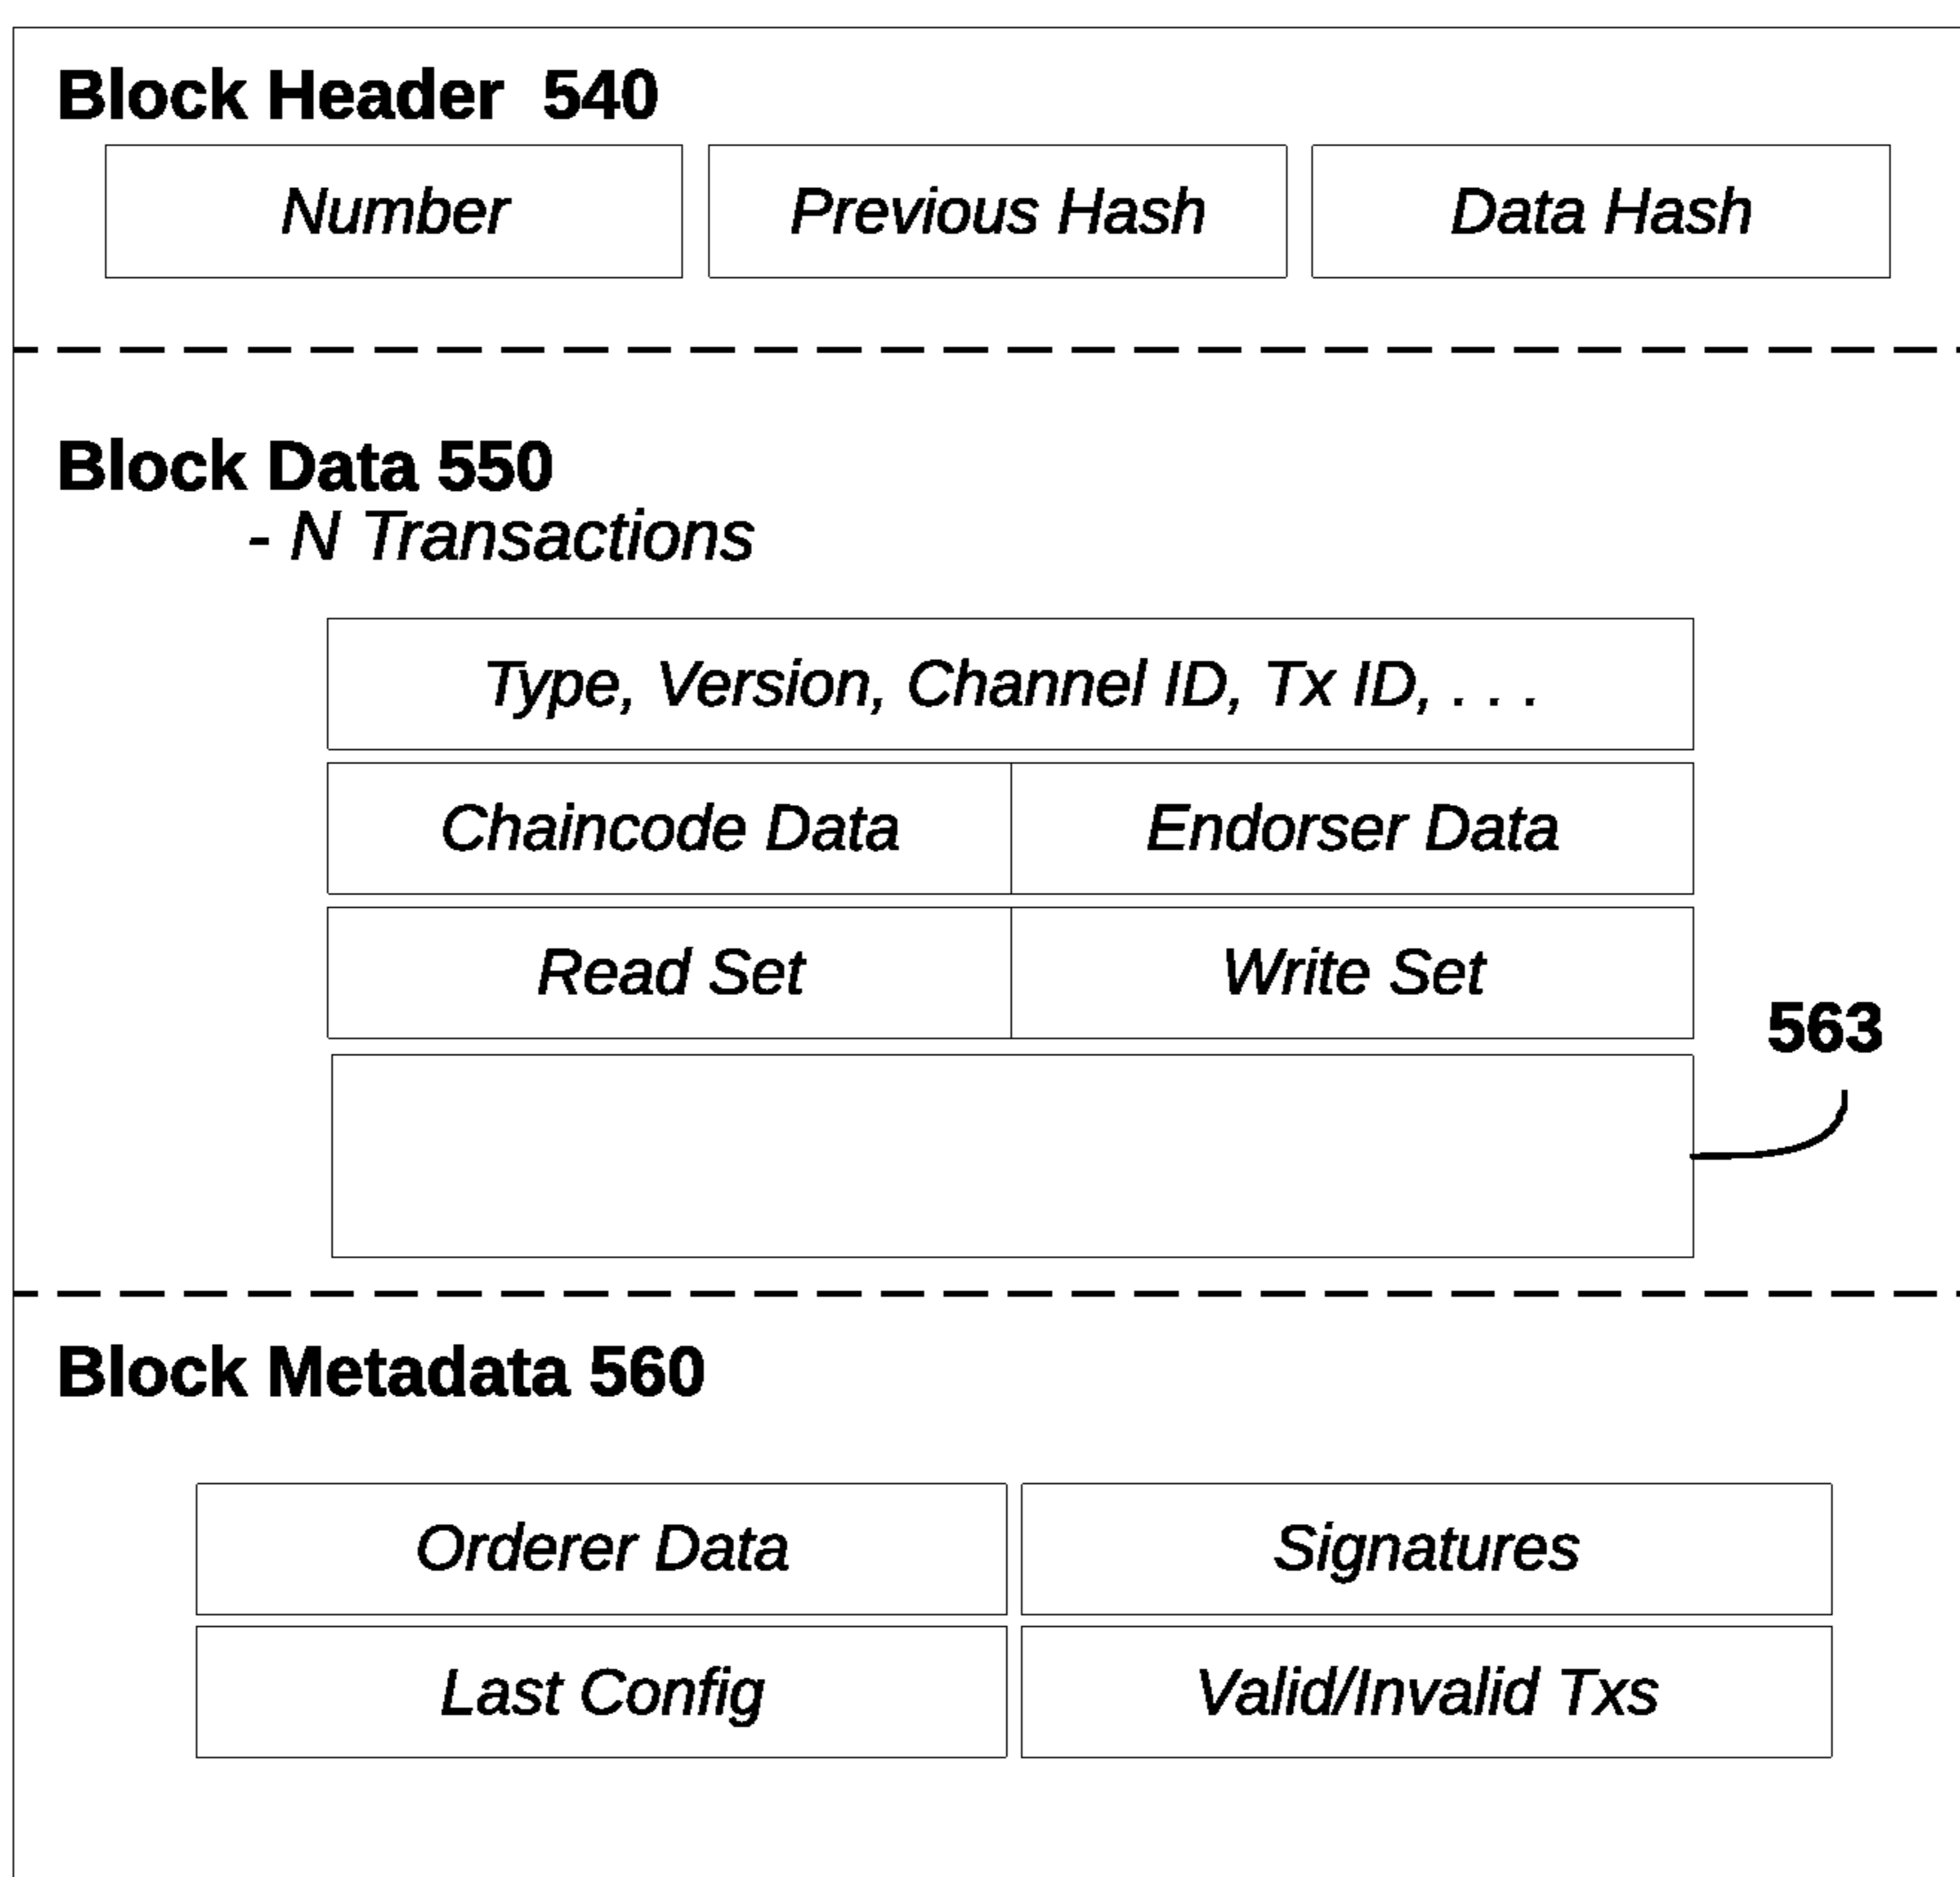 Block Header 540
Number Previous Hash Data Hash
Block Data 550
- N Transactions
Type, Version, Channel ID, Tx ID, . . .
Chaincode Data Endorser Data
Read Set Write Set
563
Block Metadata 560
Orderer Data Signatures
Last Config Valid/Invalid Txs